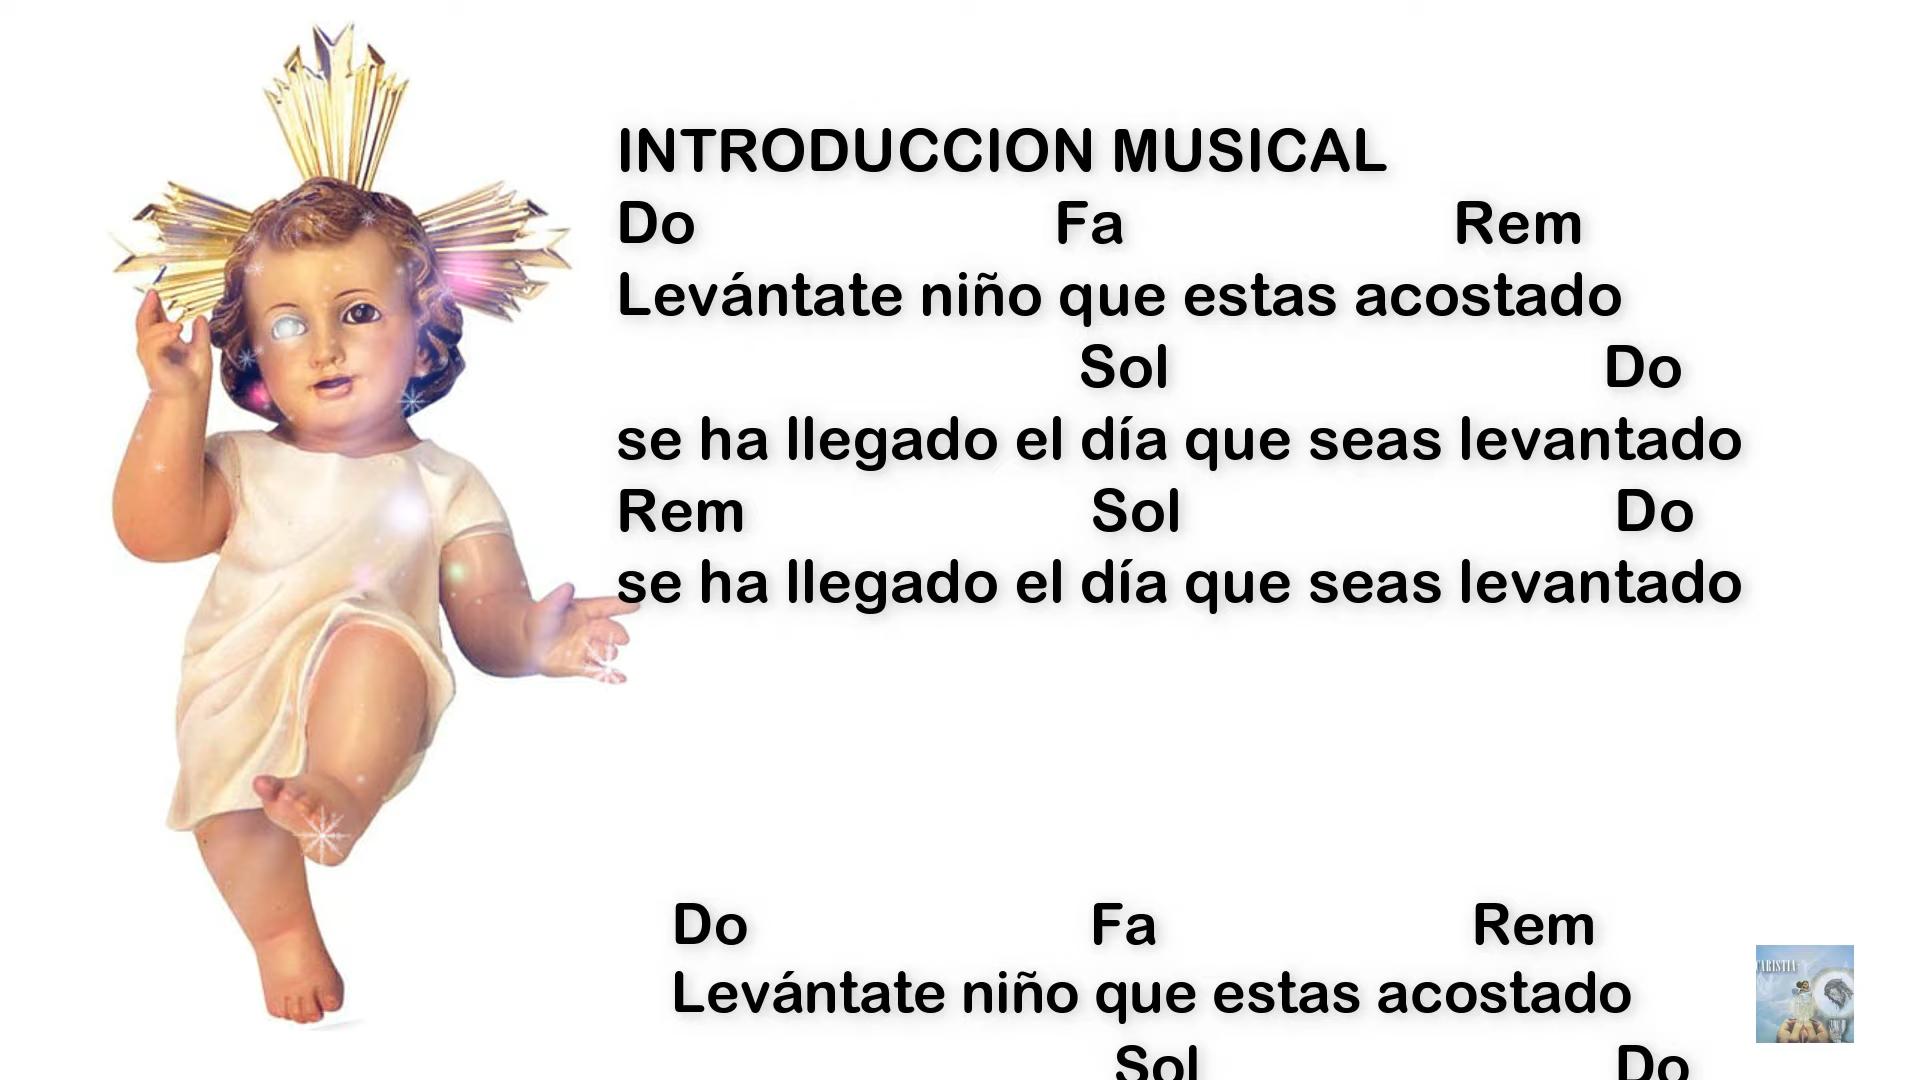 INTRODUCCION MUSICAL
Do Fa Rem
Levántate niño que estas acostado
Sol Do
se ha llegado el día que seas levantado
Rem Sol Do
se ha llegado el día que seas levantado
Do Fa Rem
Levántate niño que estas acostado
Sol Do